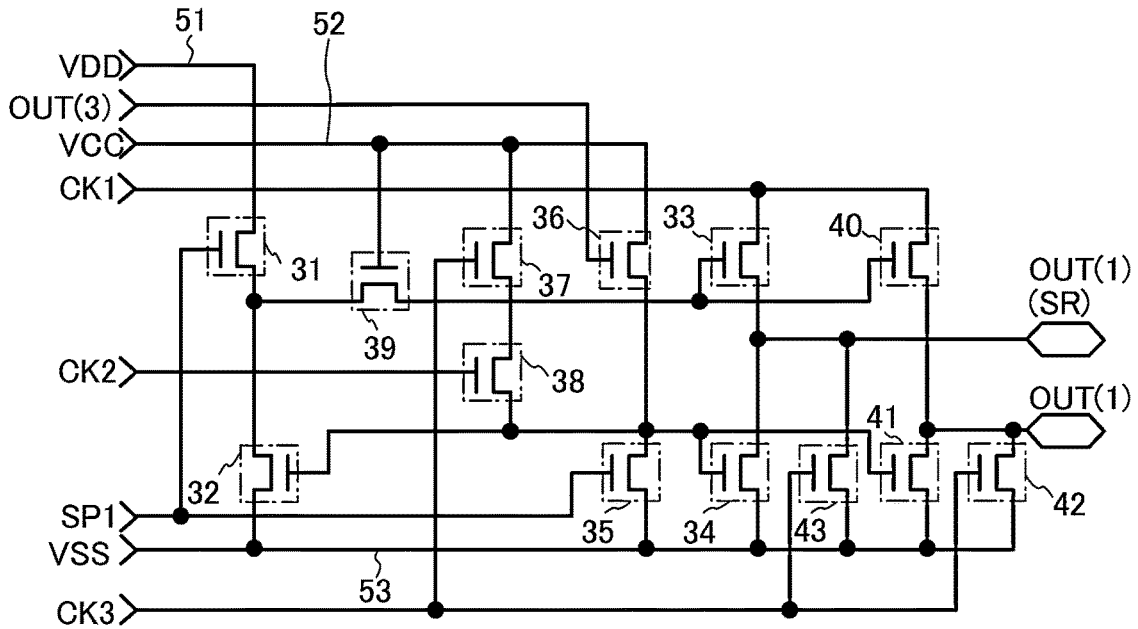 51
52
VDD
OUT(3)
VCC
CK1
36
33
40
31
37
OUT(1)
(SR)
39
CK2
38
OUT(1)
41
32
SP1
35
34
43
42
VSS
53
CK3